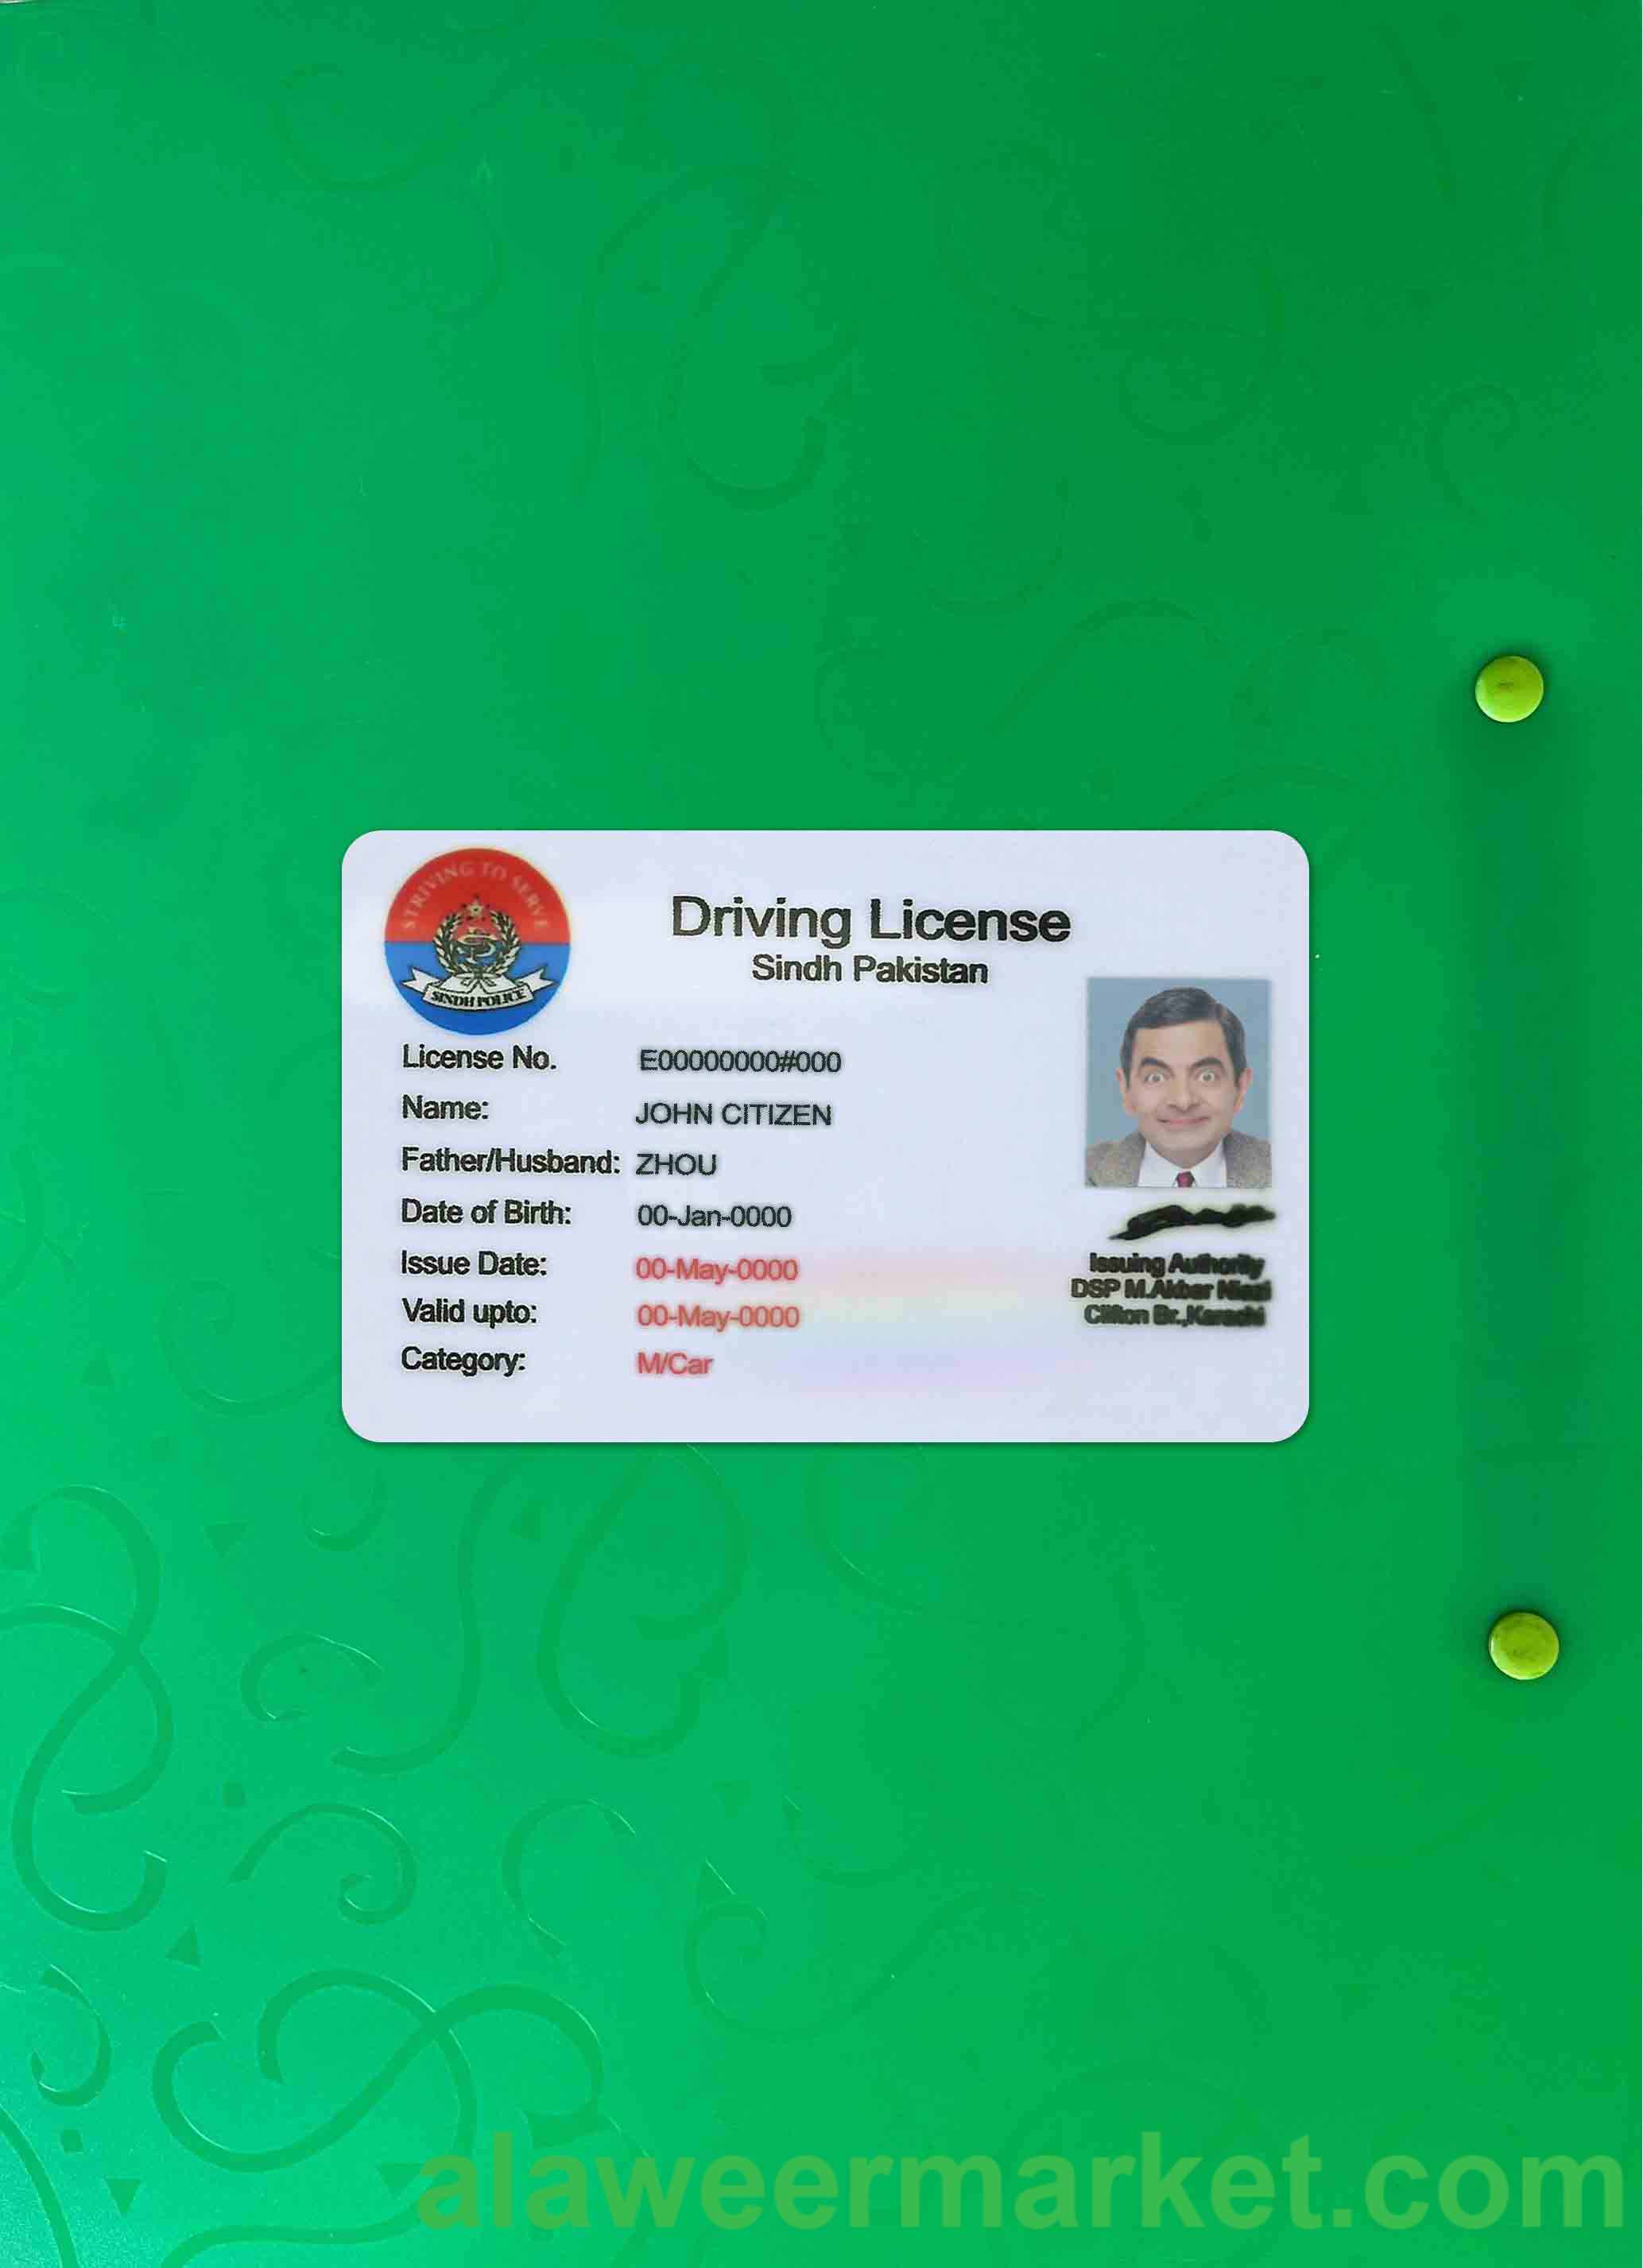 STRIVING TO SERVE
SINDH POLICE
Driving License
Sindh Pakistan
License No. E00000000#000
Name: JOHN CITIZEN
Father/Husband: ZHOU
Date of Birth: 00-Jan-0000
Issue Date: 00-May-0000
Valid upto: 00-May-0000
Category: M/Car
Issuing Authority
DSP M.Akbar Niazi
Clifton Br.,Karachi
alaweermarket.com